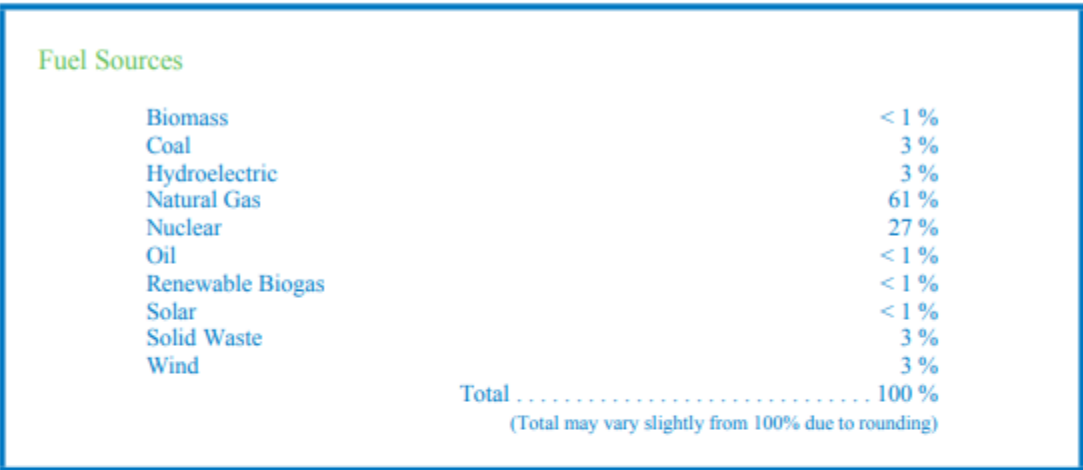 Fuel Sources
Biomass < 1 %
Coal 3 %
Hydroelectric 3 %
Natural Gas 61 %
Nuclear 27 %
Oil < 1 %
Renewable Biogas < 1 %
Solar < 1 %
Solid Waste 3 %
Wind 3 %
Total . . . . . . . . . . . . . . . . . . . . . . . . . . . . . . 100 %
(Total may vary slightly from 100% due to rounding)